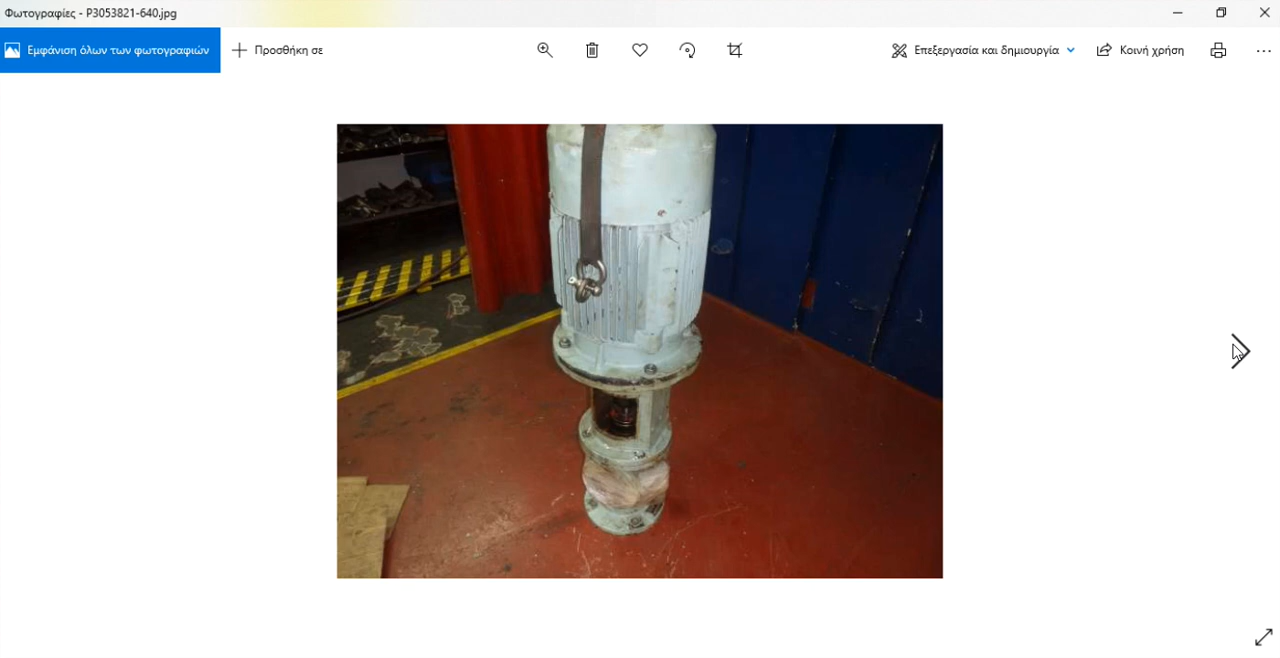 Φωτογραφίες - P3053821-640.jpg
Εμφάνιση όλων των φωτογραφιών
Προσθήκη σε
Επεξεργασία και δημιουργία
Κοινή χρήση